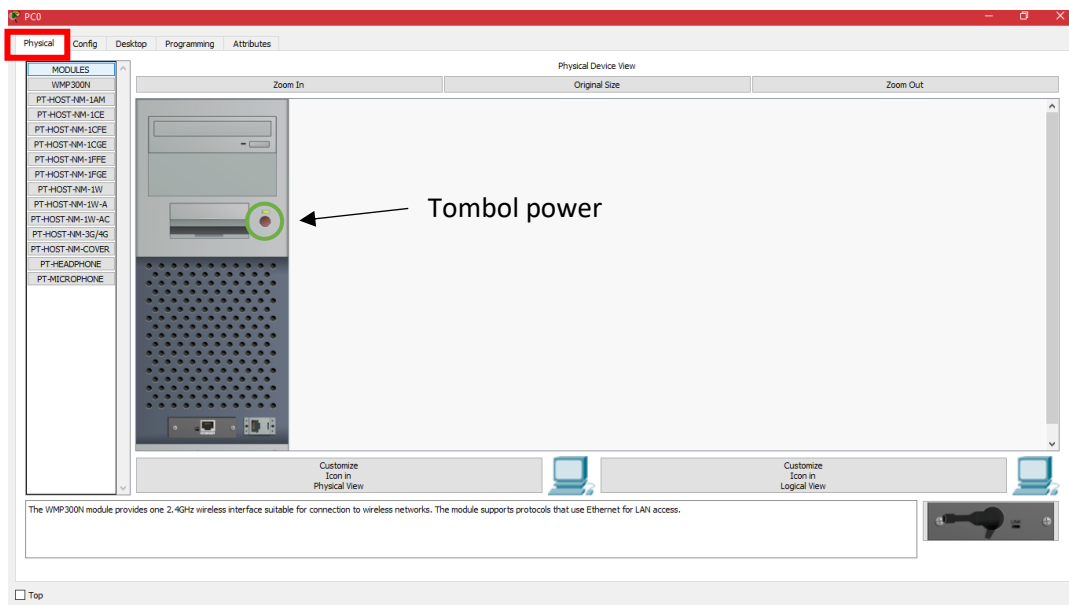 PC0
Physical Config Desktop Programming Attributes
MODULES
WMP300N
PT-HOST-NM-1AM
PT-HOST-NM-1CE
PT-HOST-NM-1CFE
PT-HOST-NM-1CGE
PT-HOST-NM-1FFE
PT-HOST-NM-1FGE
PT-HOST-NM-1W
PT-HOST-NM-1W-A
PT-HOST-NM-1W-AC
PT-HOST-NM-3G/4G
PT-HOST-NM-COVER
PT-HEADPHONE
PT-MICROPHONE
Physical Device View
Zoom In Original Size Zoom Out
Tombol power
Customize
Icon in
Physical View
Customize
Icon in
Logical View
The WMP300N module provides one 2.4GHz wireless interface suitable for connection to wireless networks. The module supports protocols that use Ethernet for LAN access.
Top